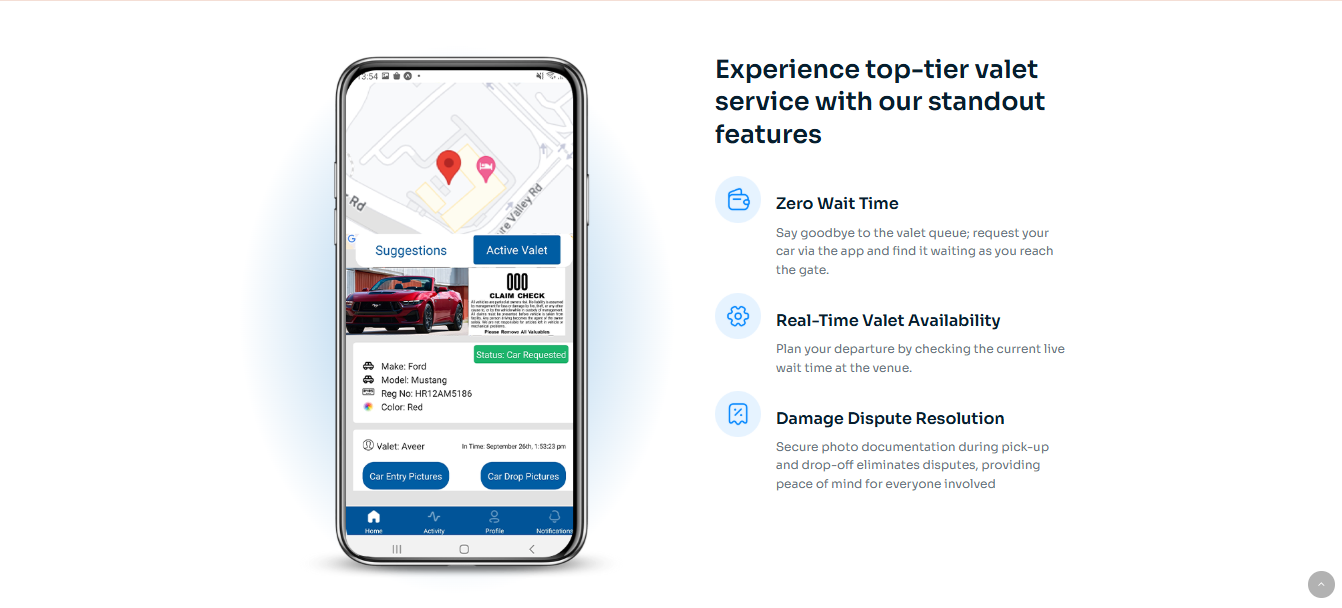 3:54
Rd
ure Valley Rd
G
Suggestions
Active Valet
000
CLAIM CHECK
Please Remove All Valuables
Status: Car Requested
Make: Ford
Model: Mustang
Reg No: HR12AM5186
Color: Red
Valet: Aveer
In Time: September 26th, 1:53:23 pm
Car Entry Pictures
Car Drop Pictures
Home
Activity
Profile
Notifications
Experience top-tier valet
service with our standout
features
Zero Wait Time
Say goodbye to the valet queue; request your
car via the app and find it waiting as you reach
the gate.
Real-Time Valet Availability
Plan your departure by checking the current live
wait time at the venue.
Damage Dispute Resolution
Secure photo documentation during pick-up
and drop-off eliminates disputes, providing
peace of mind for everyone involved